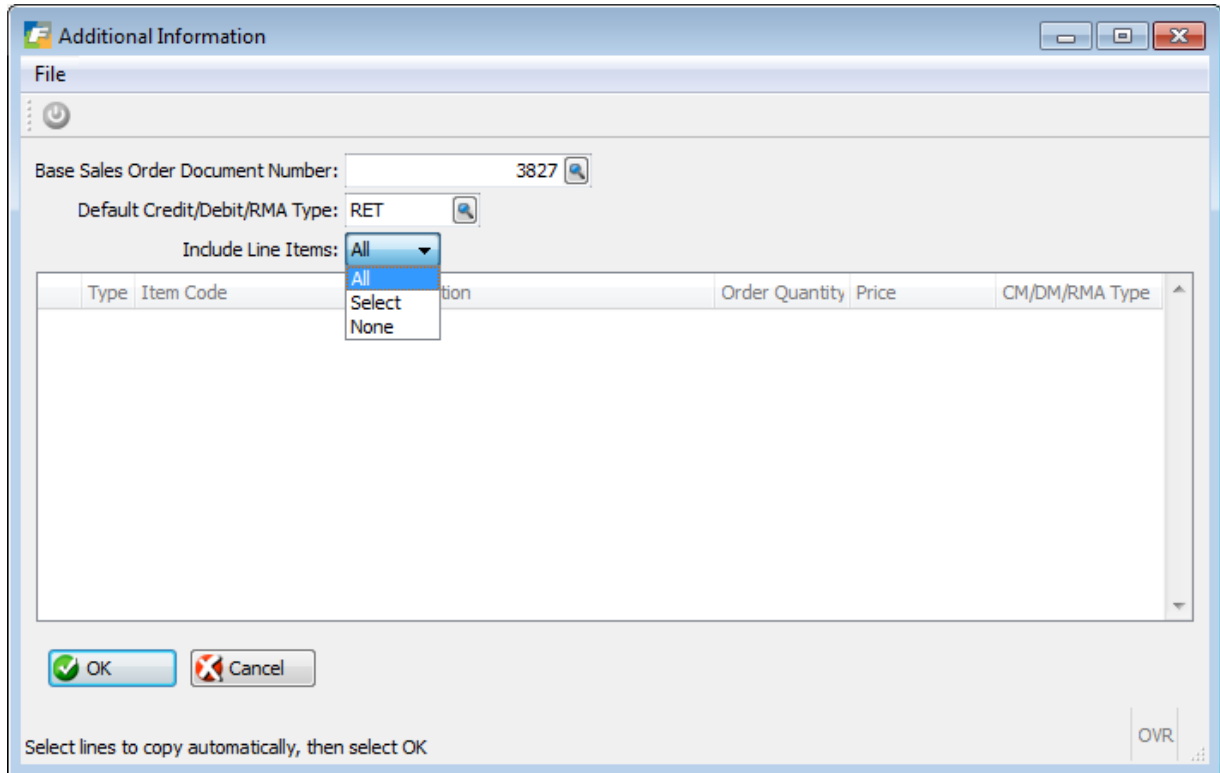 Additional Information
File
Base Sales Order Document Number: 3827
Default Credit/Debit/RMA Type: RET
Include Line Items: All
Type Item Code tion Order Quantity Price CM/DM/RMA Type
All
Select
None
OK Cancel
Select lines to copy automatically, then select OK
OVR